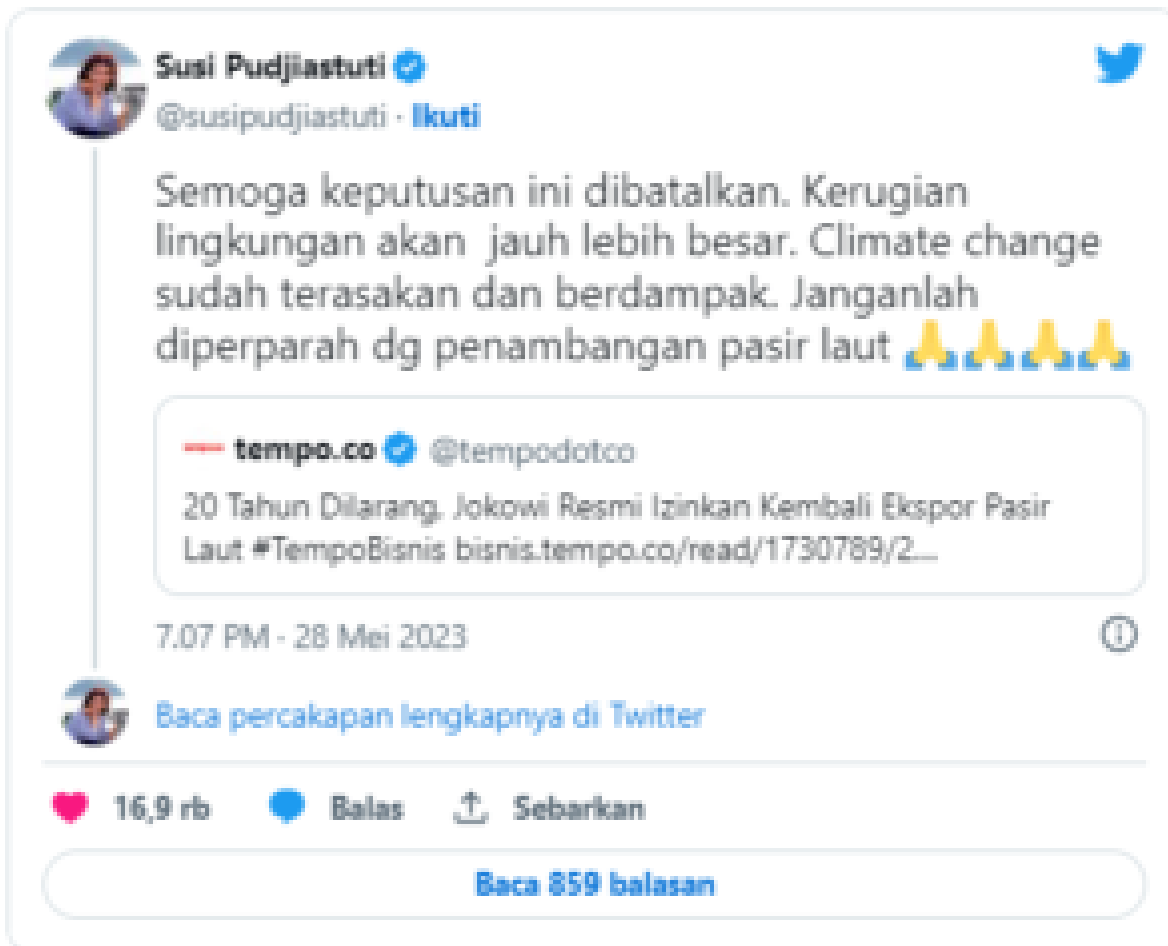 Susi Pudjiastuti
@susipudjiastuti · Ikuti
Semoga keputusan ini dibatalkan. Kerugian
lingkungan akan jauh lebih besar. Climate change
sudah terasakan dan berdampak. Janganlah
diperparah dg penambangan pasir laut 🙏🙏🙏🙏
tempo.co @tempodotco
20 Tahun Dilarang, Jokowi Resmi Izinkan Kembali Ekspor Pasir
Laut #TempoBisnis bisnis.tempo.co/read/1730789/2...
7.07 PM · 28 Mei 2023
Baca percakapan lengkapnya di Twitter
16,9 rb Balas Sebarkan
Baca 859 balasan